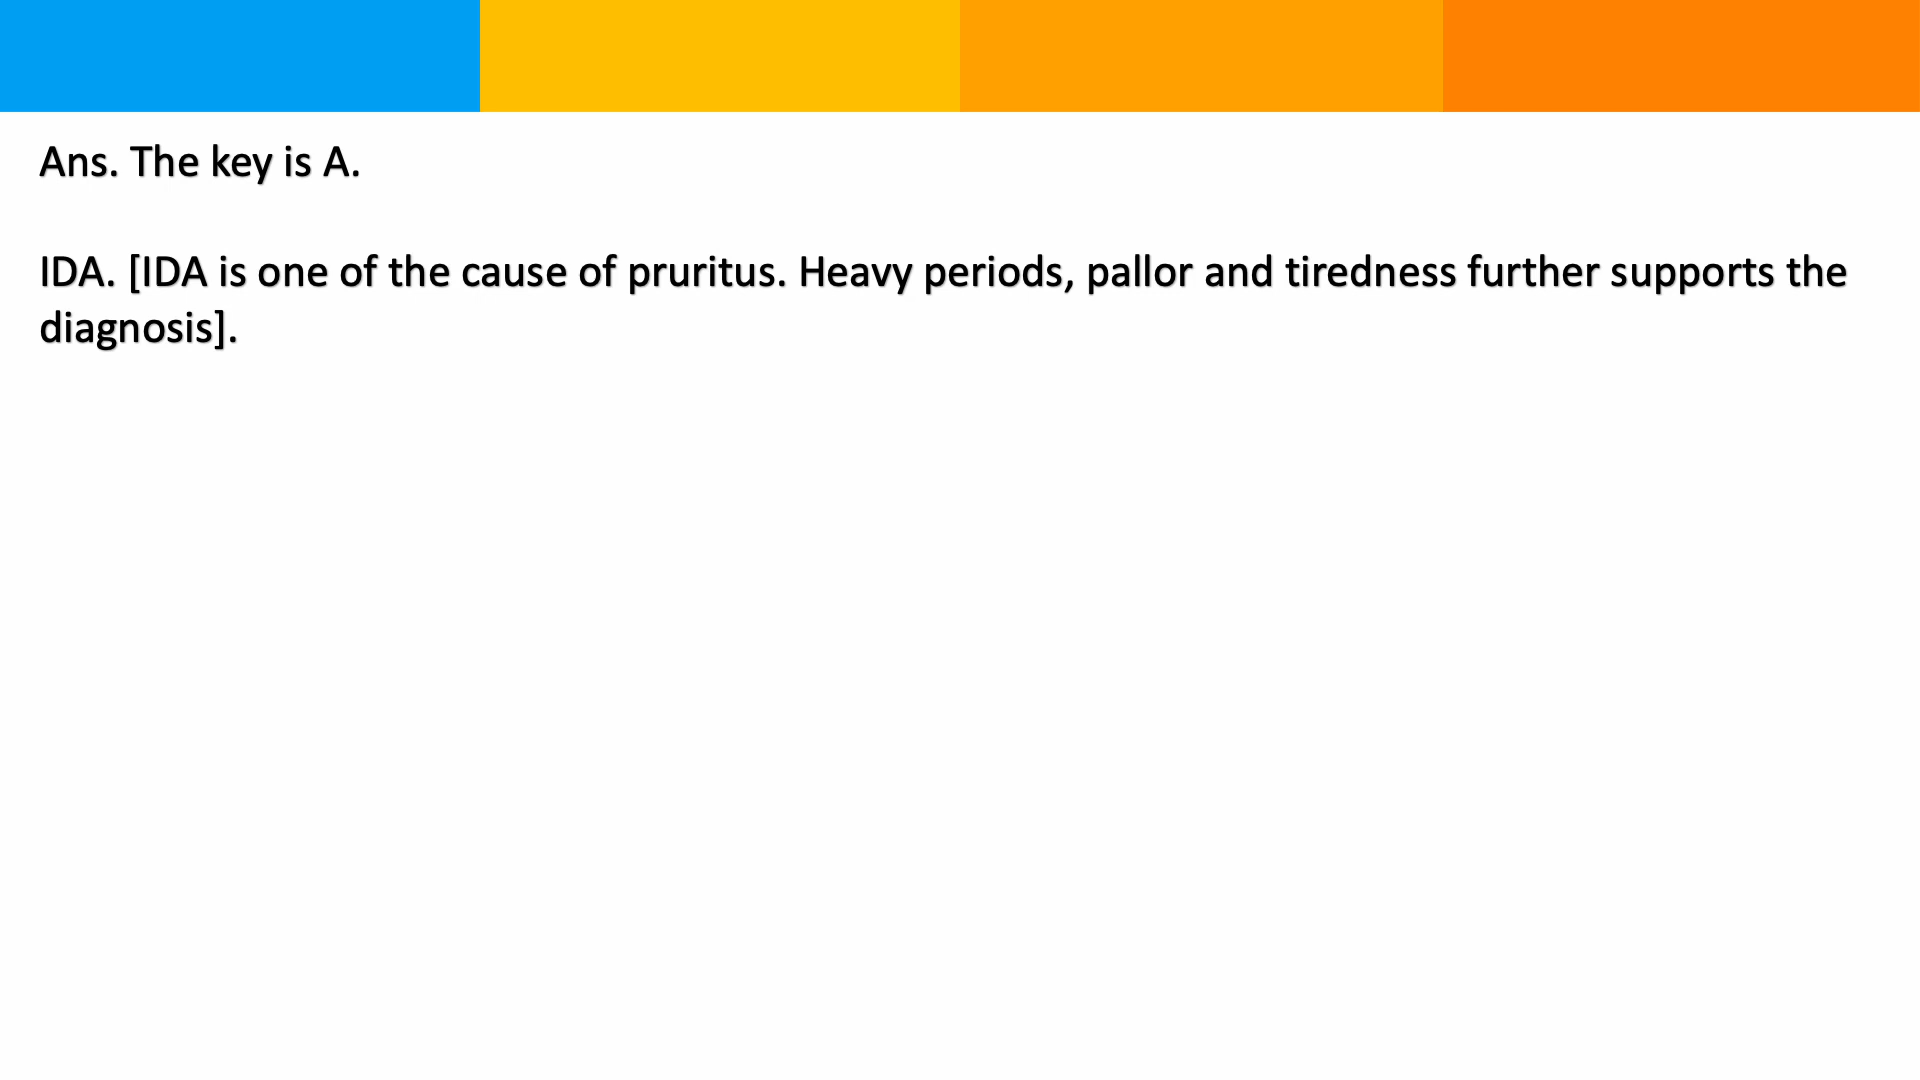 Ans. The key is A.
IDA. [IDA is one of the cause of pruritus. Heavy periods, pallor and tiredness further supports the
diagnosis].